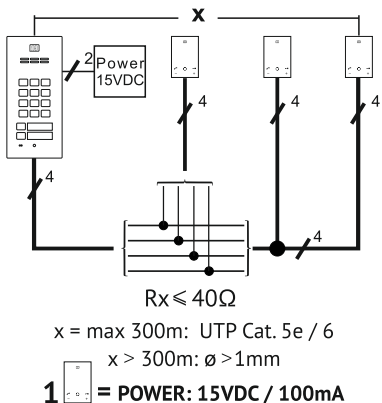 x
2
Power
15VDC
4
4
4
4
4
Rx ⩽ 40Ω
x = max 300m: UTP Cat. 5e / 6
x > 300m: ø >1mm
1 = POWER: 15VDC / 100mA